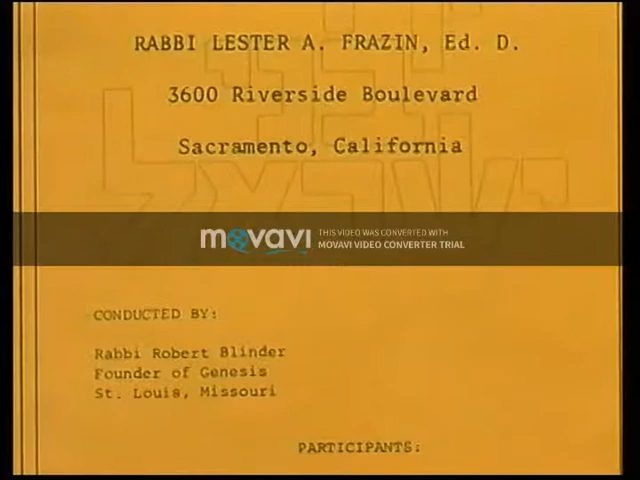 RABBI LESTER A. FRAZIN, Ed. D.
3600 Riverside Boulevard
Sacramento, California
movavi
THIS VIDEO WAS CONVERTED WITH
MOVAVI VIDEO CONVERTER TRIAL
CONDUCTED BY:
Rabbi Robert Blinder
Founder of Genesis
St. Louis, Missouri
PARTICIPANTS: